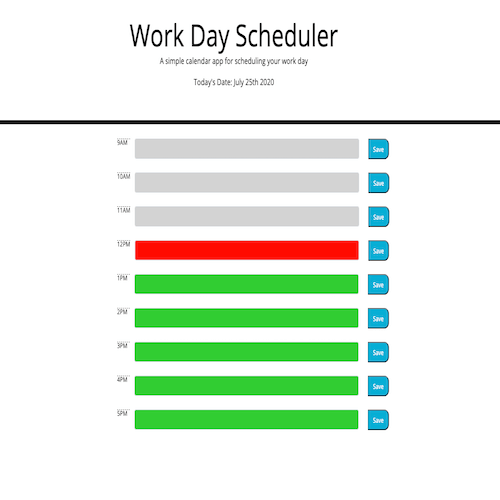 Work Day Scheduler
A simple calendar app for scheduling your work day
Today's Date: July 25th 2020
9AM Save
10AM Save
11AM Save
12PM Save
1PM Save
2PM Save
3PM Save
4PM Save
5PM Save